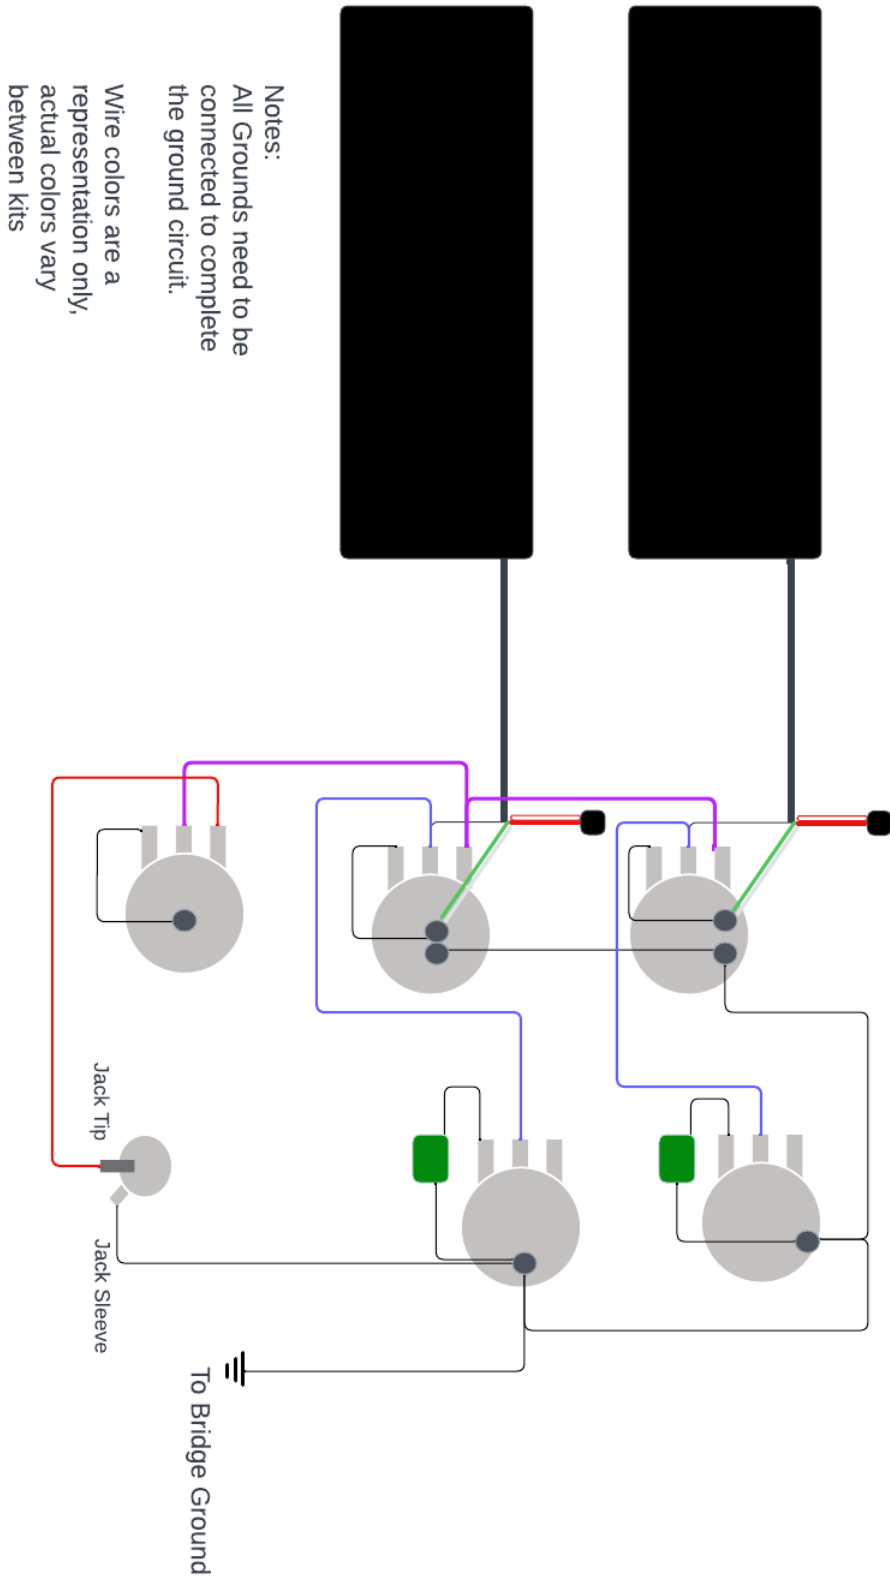 Notes:
All Grounds need to be
connected to complete
the ground circuit.
Wire colors are a
representation only,
actual colors vary
between kits
Jack Tip
Jack Sleeve
To Bridge Ground